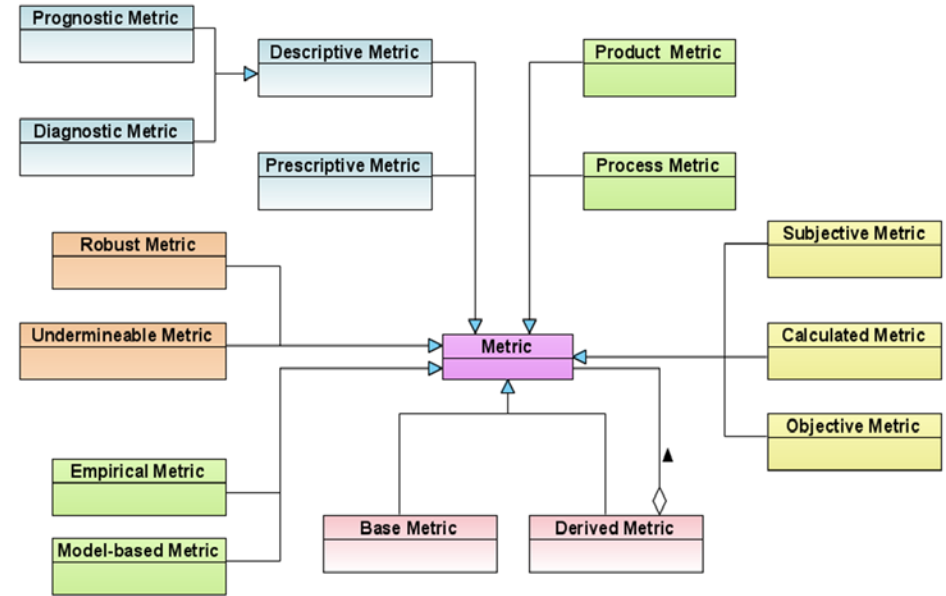 Prognostic Metric
Descriptive Metric
Product  Metric
Diagnostic Metric
Prescriptive Metric
Process Metric
Robust Metric
Subjective Metric
Undermineable Metric
Metric
Calculated Metric
Objective Metric
Empirical Metric
Base Metric
Derived Metric
Model-based Metric